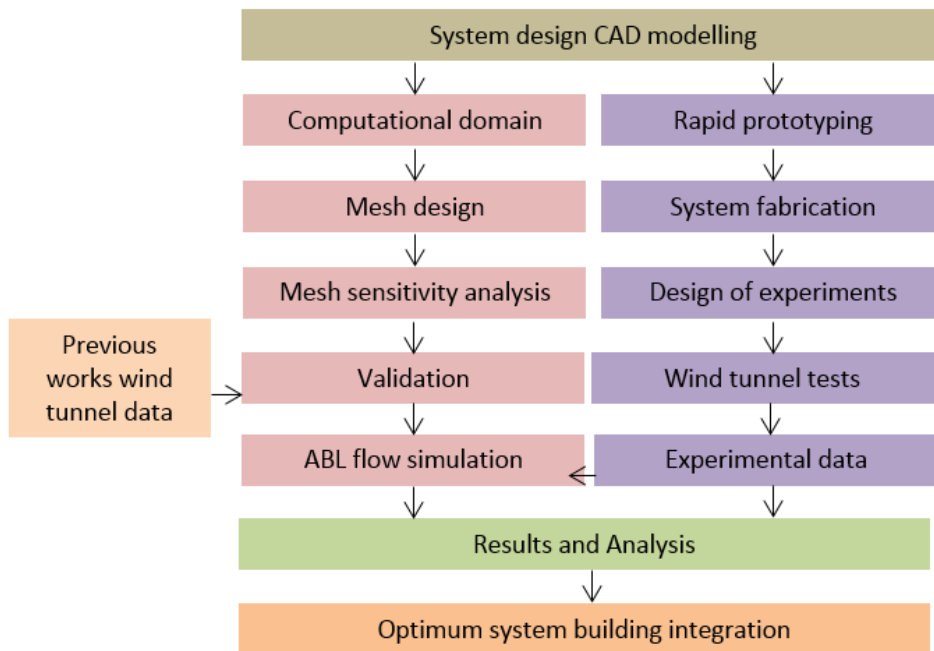 System design CAD modelling
Computational domain
Rapid prototyping
Mesh design
System fabrication
Mesh sensitivity analysis
Design of experiments
Previous
works wind
tunnel data
Validation
Wind tunnel tests
ABL flow simulation
Experimental data
Results and Analysis
Optimum system building integration